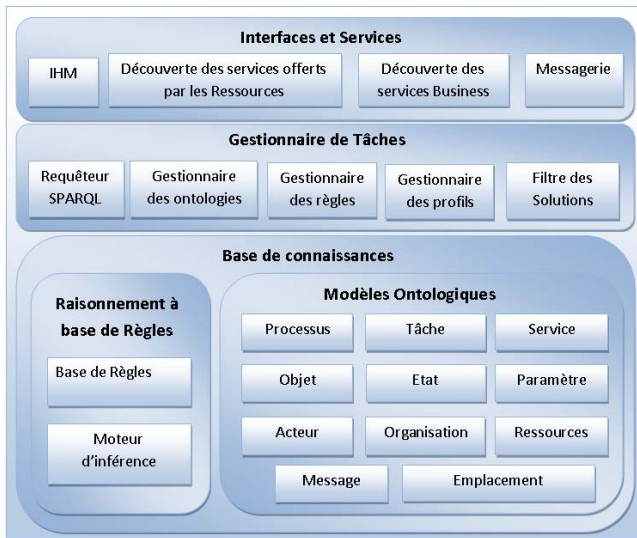 Interfaces et Services
IHM
Découverte des services offerts
par les Ressources
Découverte des
services Business
Messagerie
Gestionnaire de Tâches
Requêteur
SPARQL
Gestionnaire
des ontologies
Gestionnaire
des règles
Gestionnaire
des profils
Filtre des
Solutions
Base de connaissances
Raisonnement à
base de Règles
Base de Règles
Moteur
d'inférence
Modèles Ontologiques
Processus
Tâche
Service
Objet
Etat
Paramètre
Acteur
Organisation
Ressources
Message
Emplacement